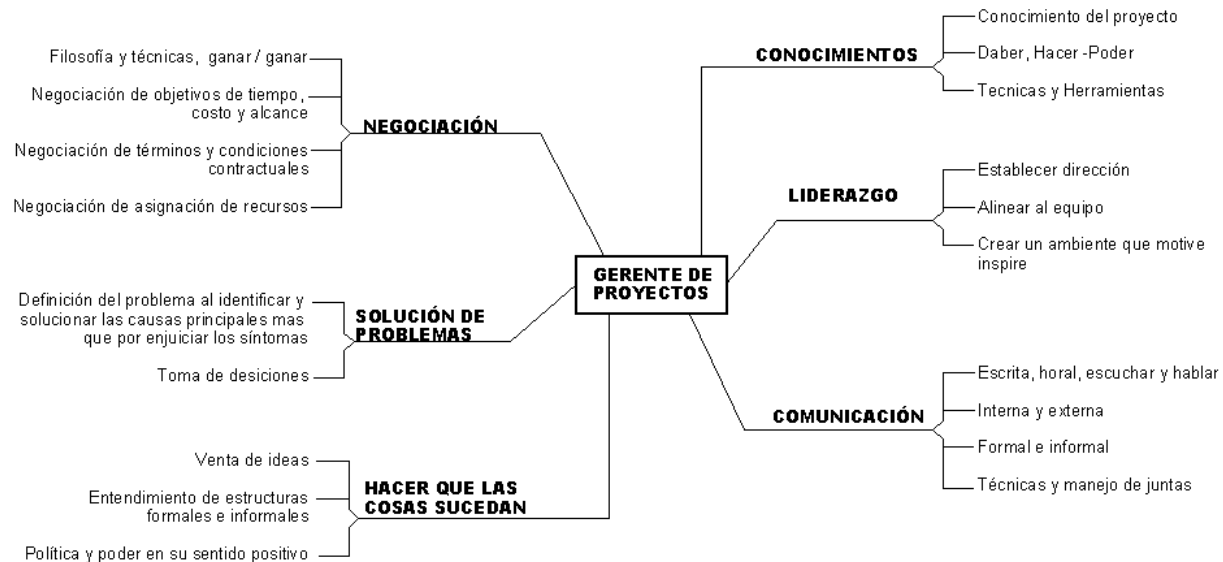 Filosofía y técnicas, ganar / ganar
Negociación de objetivos de tiempo,
costo y alcance
Negociación de términos y condiciones
contractuales
Negociación de asignación de recursos
NEGOCIACIÓN
Definición del problema al identificar y
solucionar las causas principales mas
que por enjuiciar los síntomas
Toma de desiciones
SOLUCIÓN DE
PROBLEMAS
Venta de ideas
Entendimiento de estructuras
formales e informales
Política y poder en su sentido positivo
HACER QUE LAS
COSAS SUCEDAN
GERENTE DE
PROYECTOS
CONOCIMIENTOS
Conocimiento del proyecto
Daber, Hacer -Poder
Tecnicas y Herramientas
LIDERAZGO
Establecer dirección
Alinear al equipo
Crear un ambiente que motive
inspire
COMUNICACIÓN
Escrita, horal, escuchar y hablar
Interna y externa
Formal e informal
Técnicas y manejo de juntas